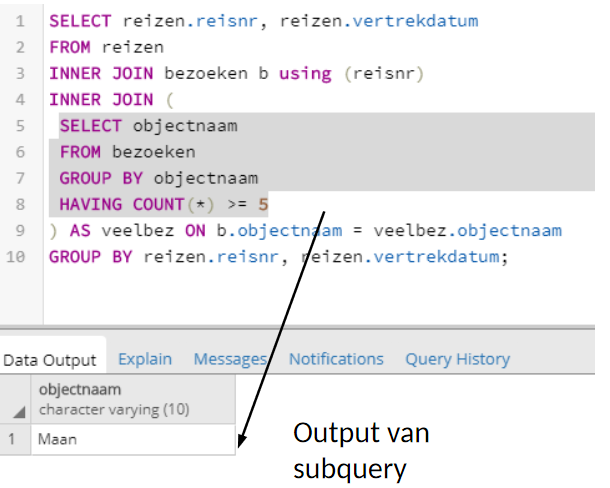 1 SELECT reizen.reisnr, reizen.vertrekdatum
2 FROM reizen
3 INNER JOIN bezoeken b using (reisnr)
4 INNER JOIN (
5 SELECT objectnaam
6 FROM bezoeken
7 GROUP BY objectnaam
8 HAVING COUNT(*) >= 5
9 ) AS veelbez ON b.objectnaam = veelbez.objectnaam
10 GROUP BY reizen.reisnr, reizen.vertrekdatum;
Data Output Explain Messages Notifications Query History
objectnaam
character varying (10)
1 Maan
Output van
subquery